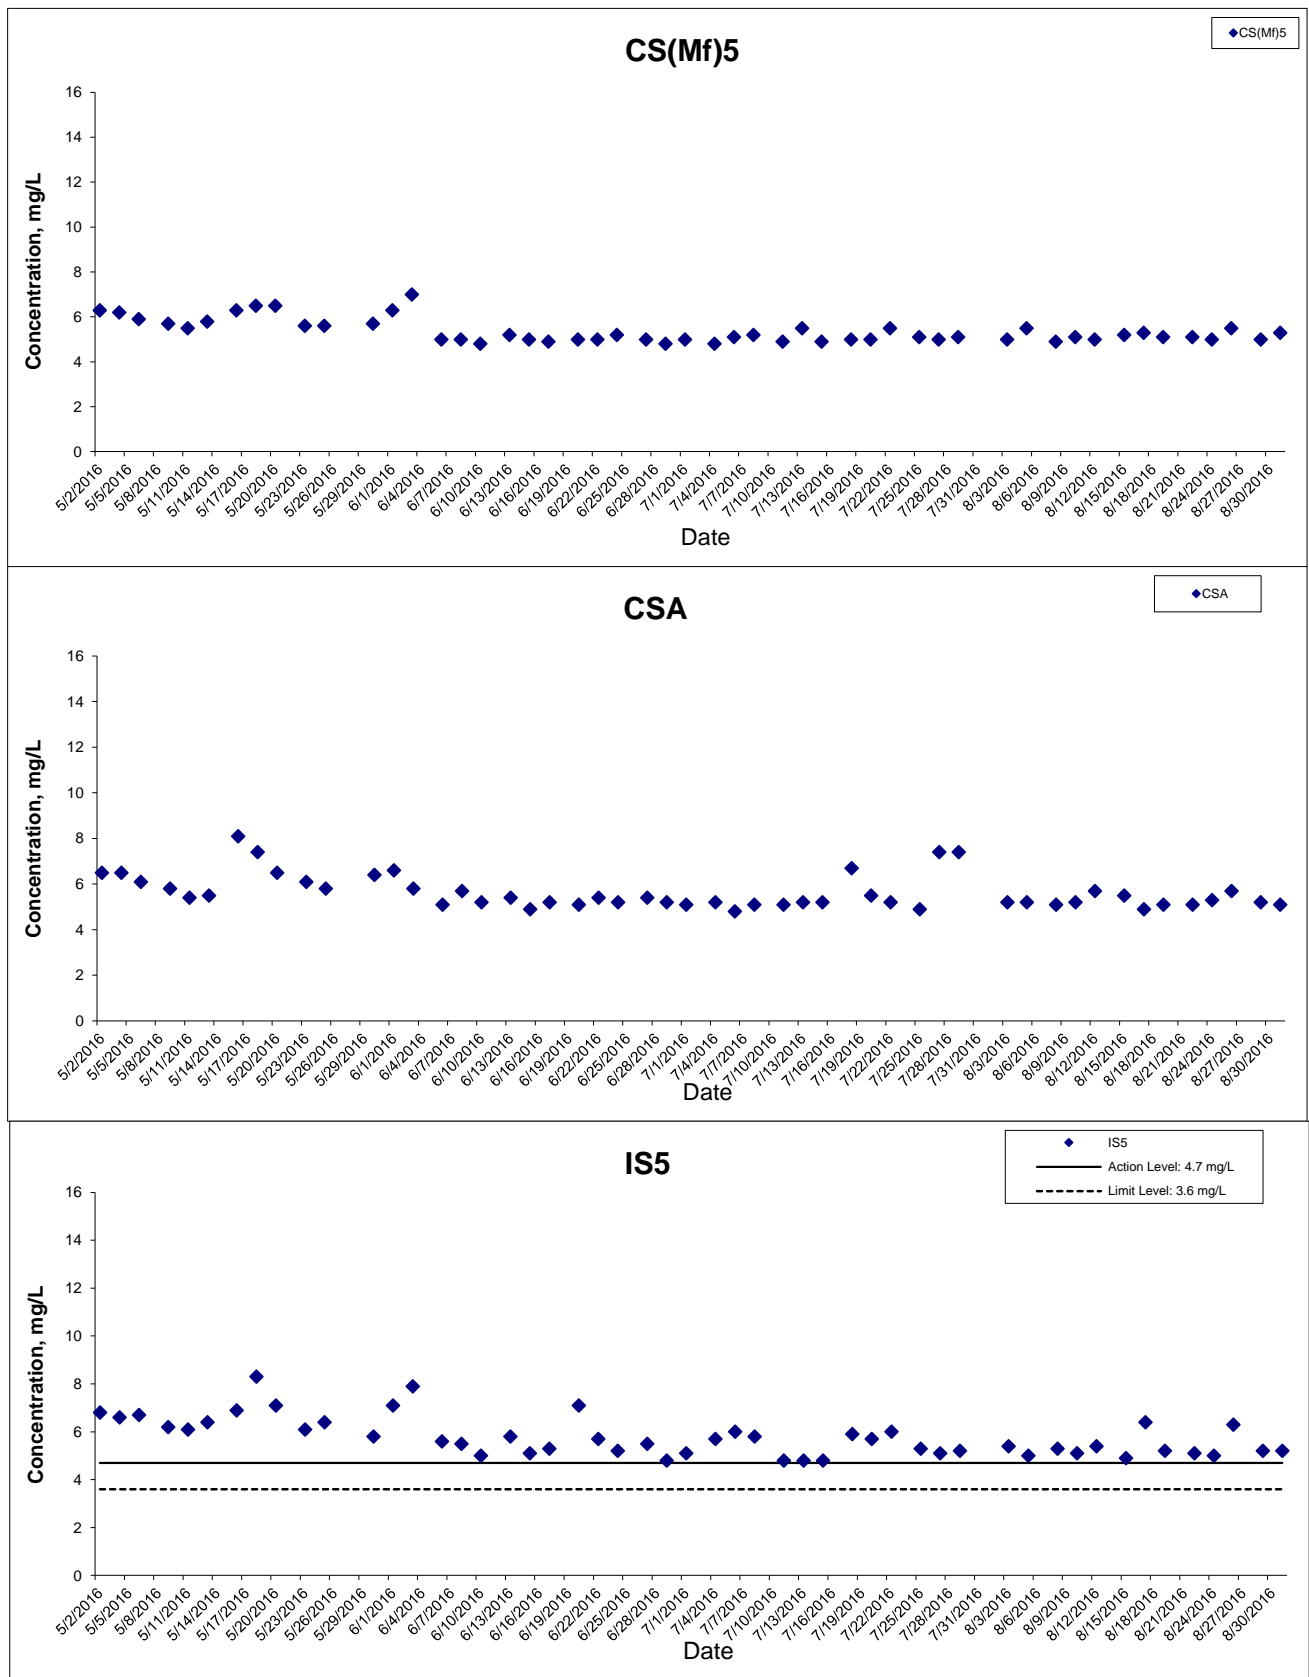 CS(Mf)5
CS(Mf)5
Concentration, mg/L
16
14
12
10
8
6
4
2
0
5/2/2016 5/5/2016 5/8/2016 5/11/2016 5/14/2016 5/17/2016 5/20/2016 5/23/2016 5/26/2016 5/29/2016 6/1/2016 6/4/2016 6/7/2016 6/10/2016 6/13/2016 6/16/2016 6/19/2016 6/22/2016 6/25/2016 6/28/2016 7/1/2016 7/4/2016 7/7/2016 7/10/2016 7/13/2016 7/16/2016 7/19/2016 7/22/2016 7/25/2016 7/28/2016 7/31/2016 8/3/2016 8/6/2016 8/9/2016 8/12/2016 8/15/2016 8/18/2016 8/21/2016 8/24/2016 8/27/2016 8/30/2016
Date
CSA
CSA
Concentration, mg/L
16
14
12
10
8
6
4
2
0
5/2/2016 5/5/2016 5/8/2016 5/11/2016 5/14/2016 5/17/2016 5/20/2016 5/23/2016 5/26/2016 5/29/2016 6/1/2016 6/4/2016 6/7/2016 6/10/2016 6/13/2016 6/16/2016 6/19/2016 6/22/2016 6/25/2016 6/28/2016 7/1/2016 7/4/2016 7/7/2016 7/10/2016 7/13/2016 7/16/2016 7/19/2016 7/22/2016 7/25/2016 7/28/2016 7/31/2016 8/3/2016 8/6/2016 8/9/2016 8/12/2016 8/15/2016 8/18/2016 8/21/2016 8/24/2016 8/27/2016 8/30/2016
Date
IS5
IS5
Action Level: 4.7 mg/L
Limit Level: 3.6 mg/L
Concentration, mg/L
16
14
12
10
8
6
4
2
0
5/2/2016 5/5/2016 5/8/2016 5/11/2016 5/14/2016 5/17/2016 5/20/2016 5/23/2016 5/26/2016 5/29/2016 6/1/2016 6/4/2016 6/7/2016 6/10/2016 6/13/2016 6/16/2016 6/19/2016 6/22/2016 6/25/2016 6/28/2016 7/1/2016 7/4/2016 7/7/2016 7/10/2016 7/13/2016 7/16/2016 7/19/2016 7/22/2016 7/25/2016 7/28/2016 7/31/2016 8/3/2016 8/6/2016 8/9/2016 8/12/2016 8/15/2016 8/18/2016 8/21/2016 8/24/2016 8/27/2016 8/30/2016
Date